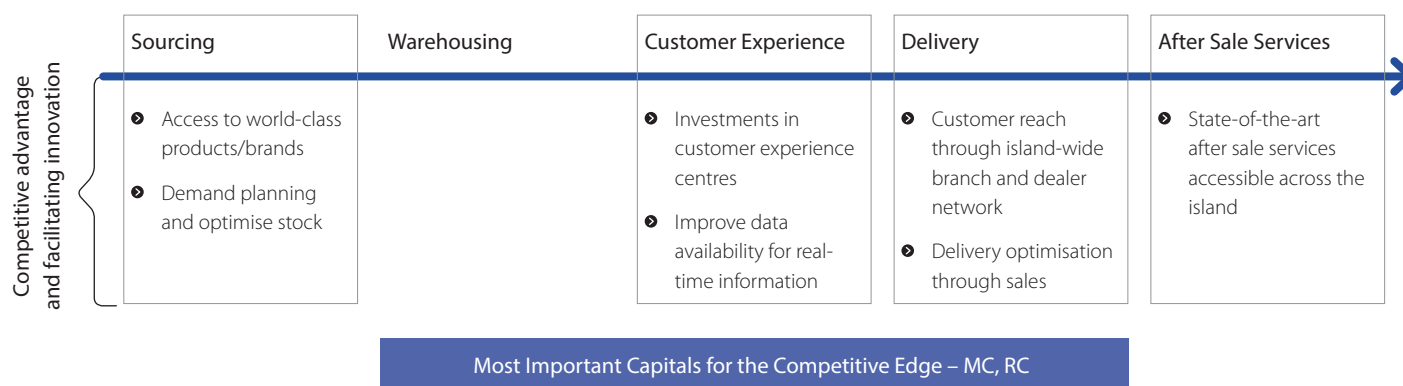 Competitive advantage
and facilitating innovation
Sourcing
Access to world-class
products/brands
Demand planning
and optimise stock
Warehousing
Customer Experience
Investments in
customer experience
centres
Improve data
availability for real-
time information
Delivery
Customer reach
through island-wide
branch and dealer
network
Delivery optimisation
through sales
After Sale Services
State-of-the-art
after sale services
accessible across the
island
Most Important Capitals for the Competitive Edge – MC, RC